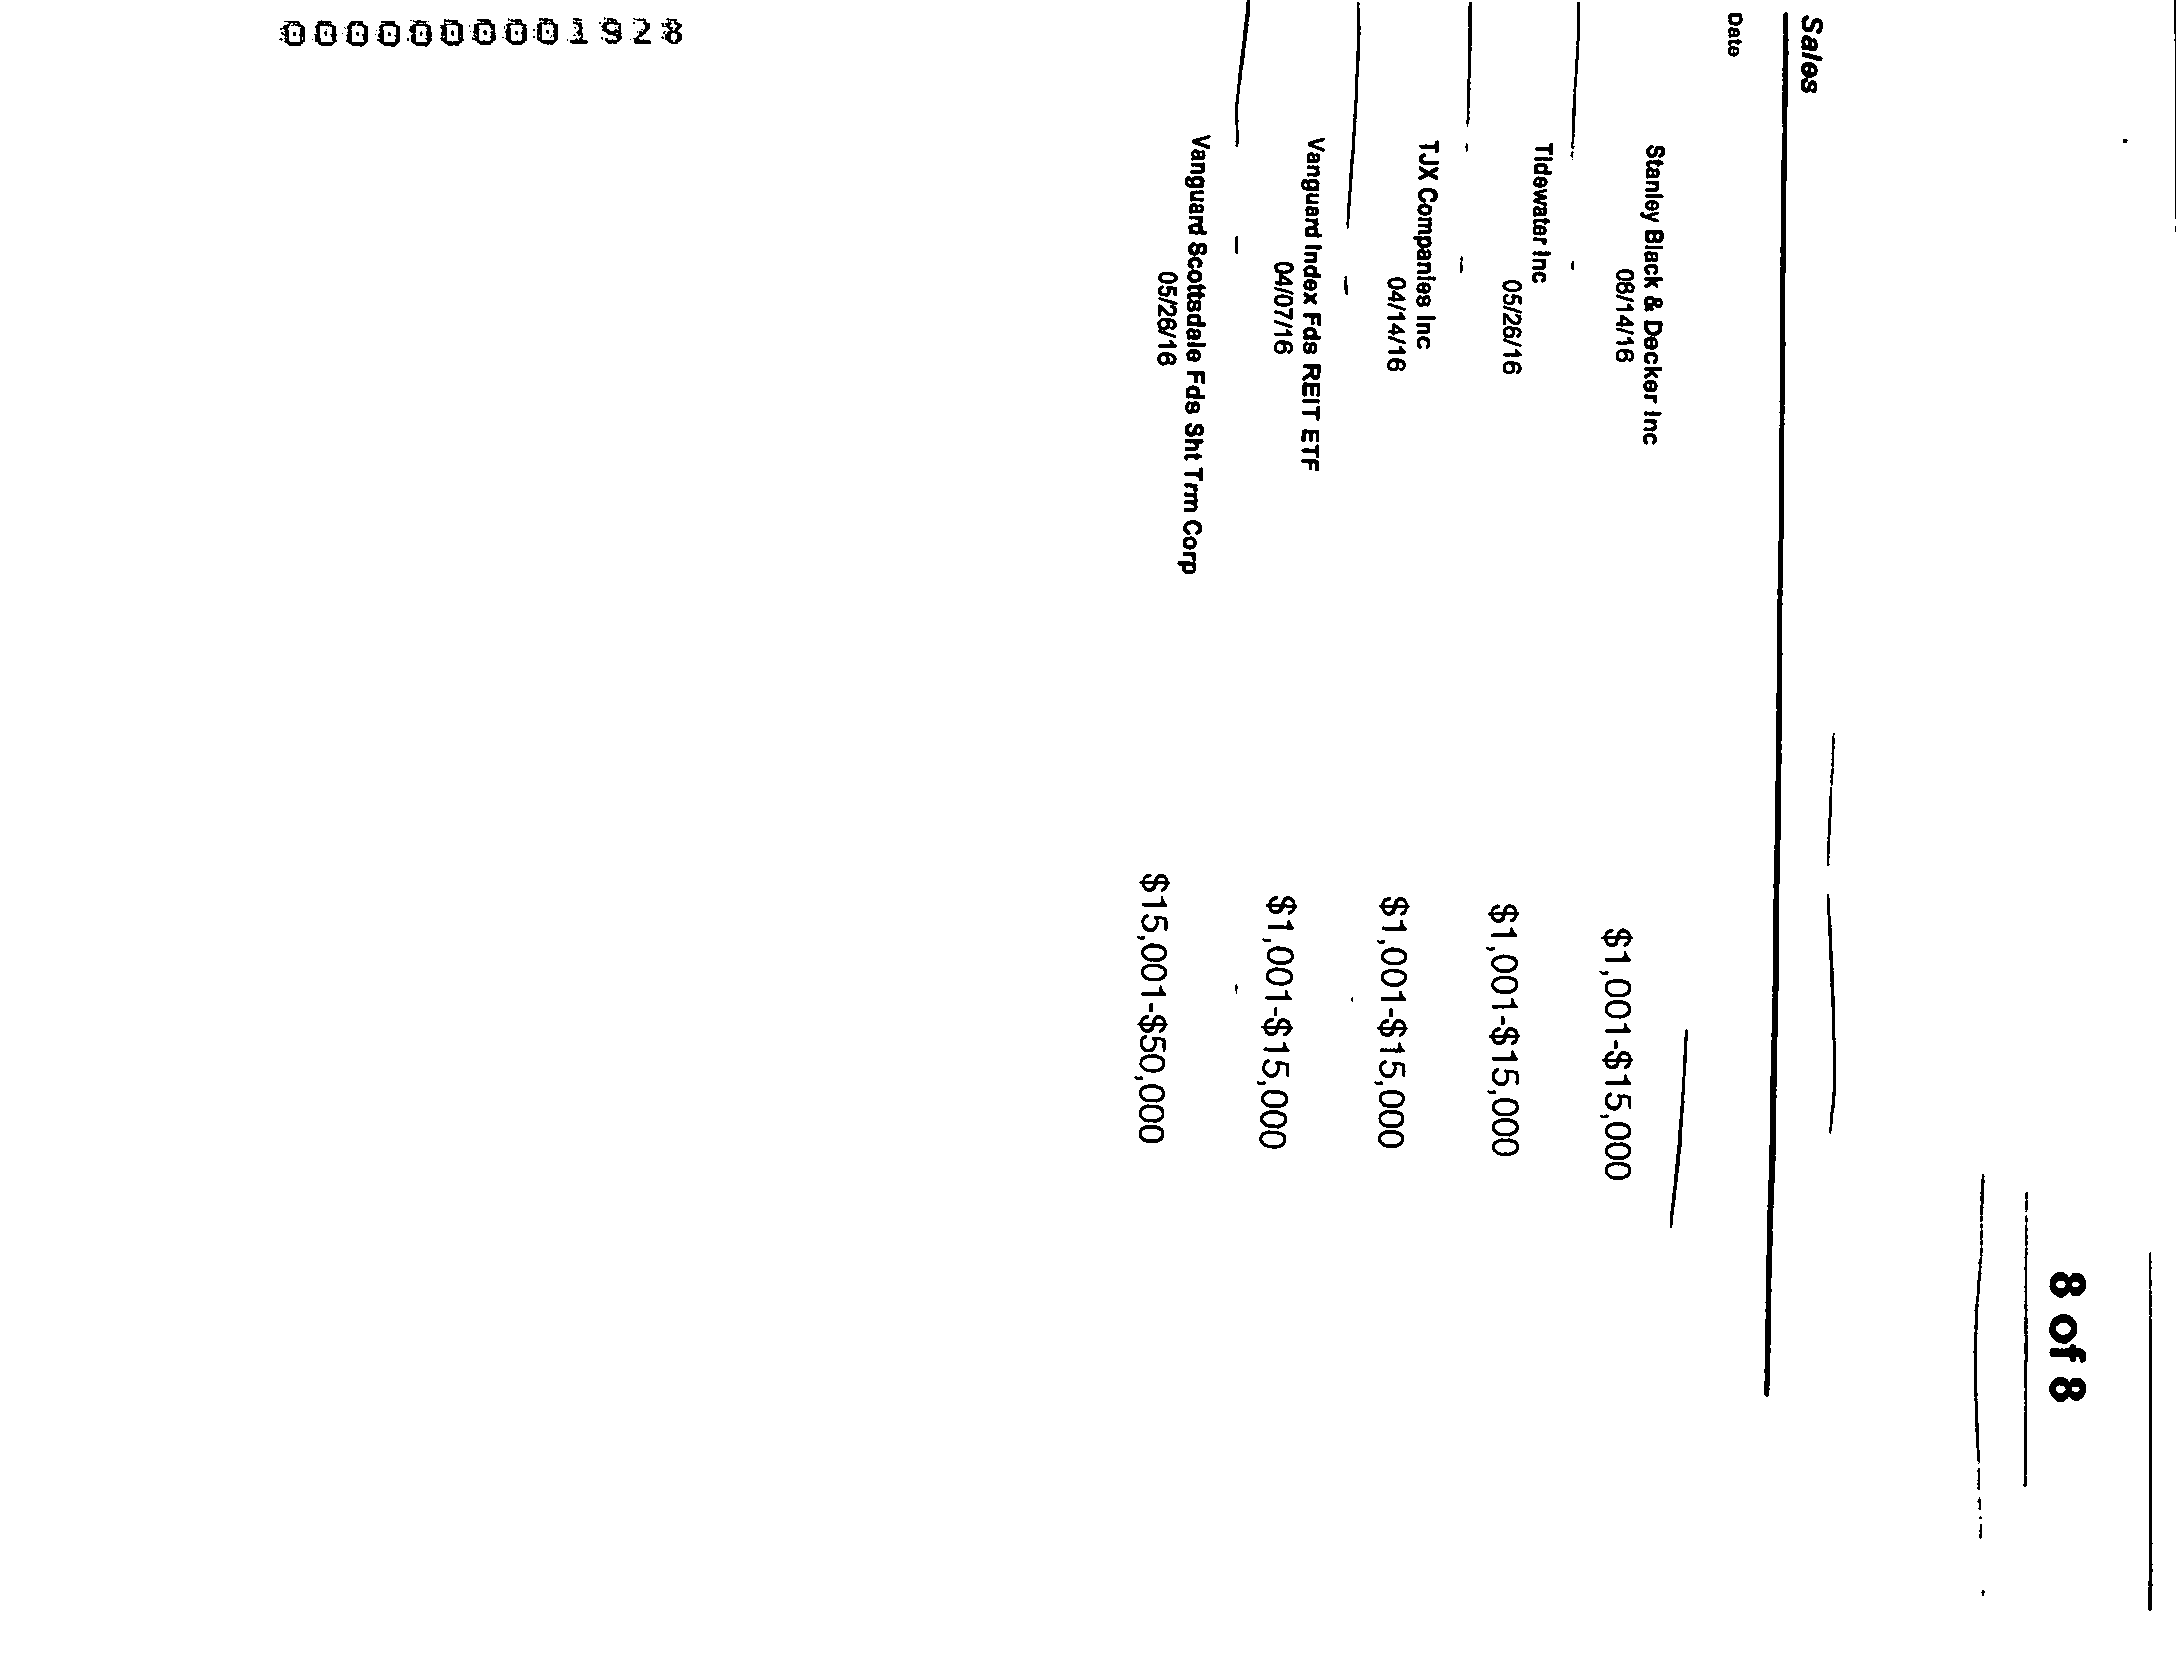 8 of 8
Sales
Date
Stanley Black & Decker Inc
08/14/16 $1,001-$15,000
Tidewater Inc
05/26/16 $1,001-$15,000
TJX Companies Inc
04/14/16 $1,001-$15,000
Vanguard Index Fds REIT ETF
04/07/16 $1,001-$15,000
Vanguard Scottsdale Fds Sht Trm Corp
05/26/16 $15,001-$50,000
0000000001928